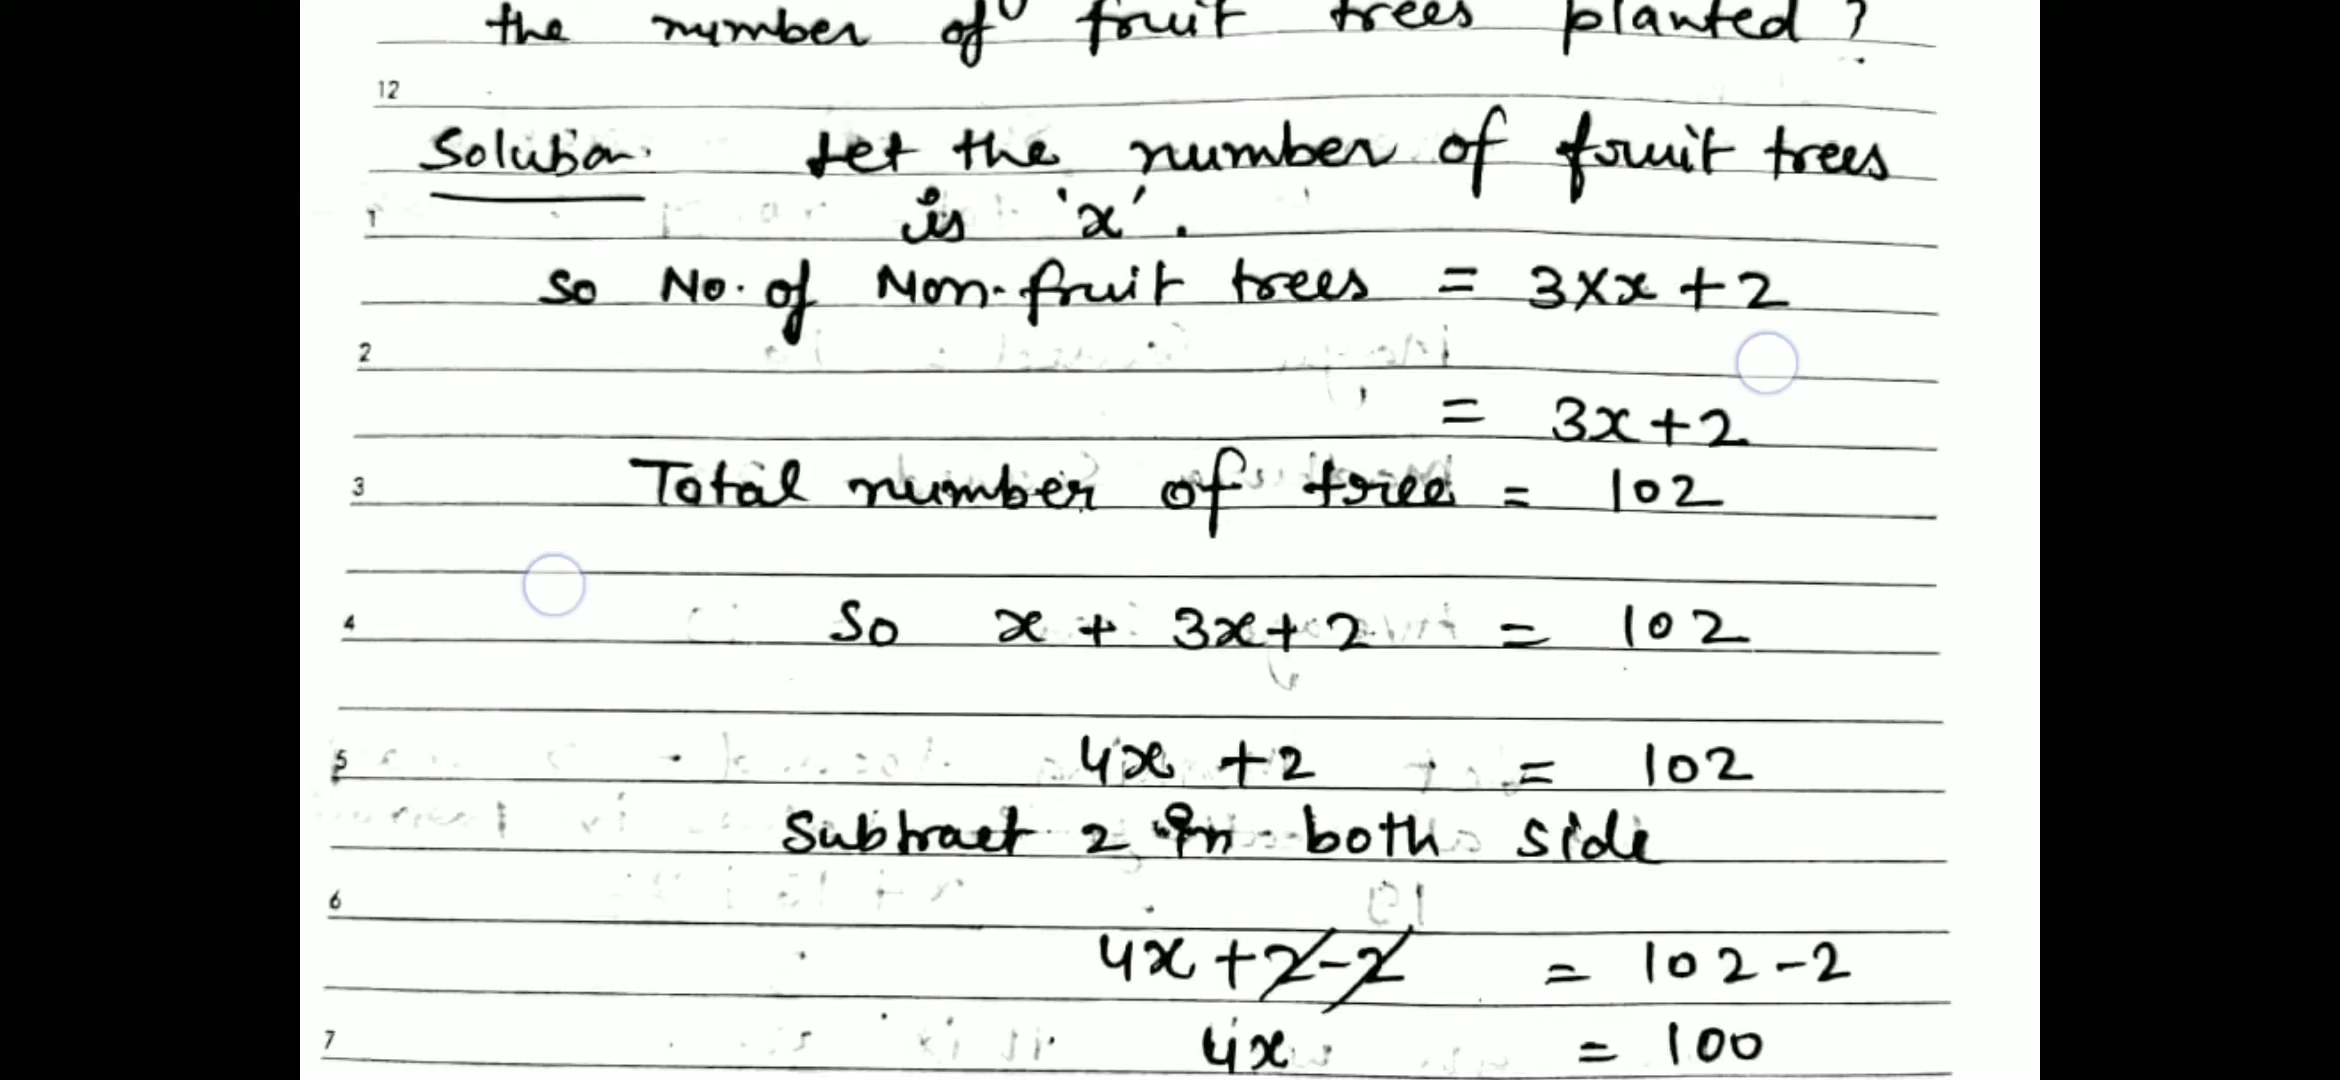 the number of fruit trees planted?
12
Solution. Let the number of fruit trees
1
is 'x'.
So No. of Non-fruit trees = 3×x+2
2
= 3x+2
3
Total number of tree = 102
4
So x + 3x+2 = 102
5
4x +2 = 102
Subtract 2 in both side
6
4x+2-2 = 102-2
7
4x = 100